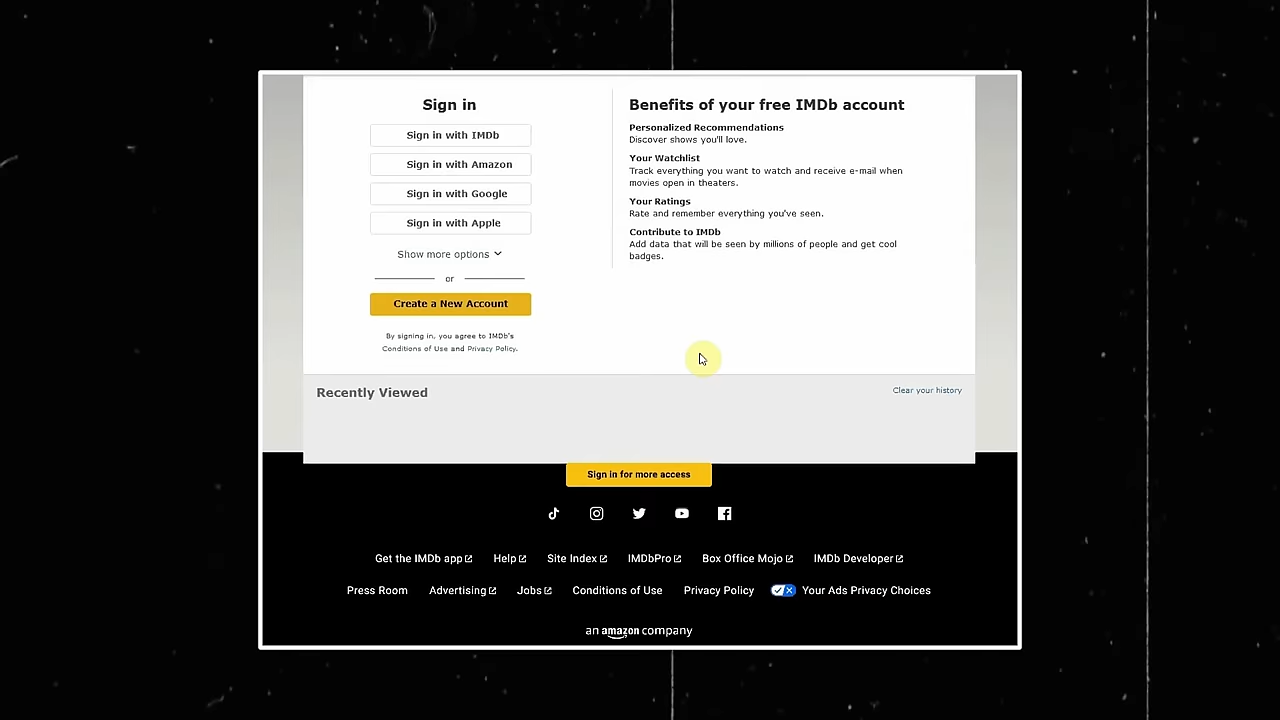 Sign in
Sign in with IMDb
Sign in with Amazon
Sign in with Google
Sign in with Apple
Show more options
or
Create a New Account
By signing in, you agree to IMDb's
Conditions of Use and Privacy Policy.
Benefits of your free IMDb account
Personalized Recommendations
Discover shows you'll love.
Your Watchlist
Track everything you want to watch and receive e-mail when
movies open in theaters.
Your Ratings
Rate and remember everything you've seen.
Contribute to IMDb
Add data that will be seen by millions of people and get cool
badges.
Recently Viewed
Clear your history
Sign in for more access
Get the IMDb app Help Site Index IMDbPro Box Office Mojo IMDb Developer
Press Room Advertising Jobs Conditions of Use Privacy Policy Your Ads Privacy Choices
an amazon company